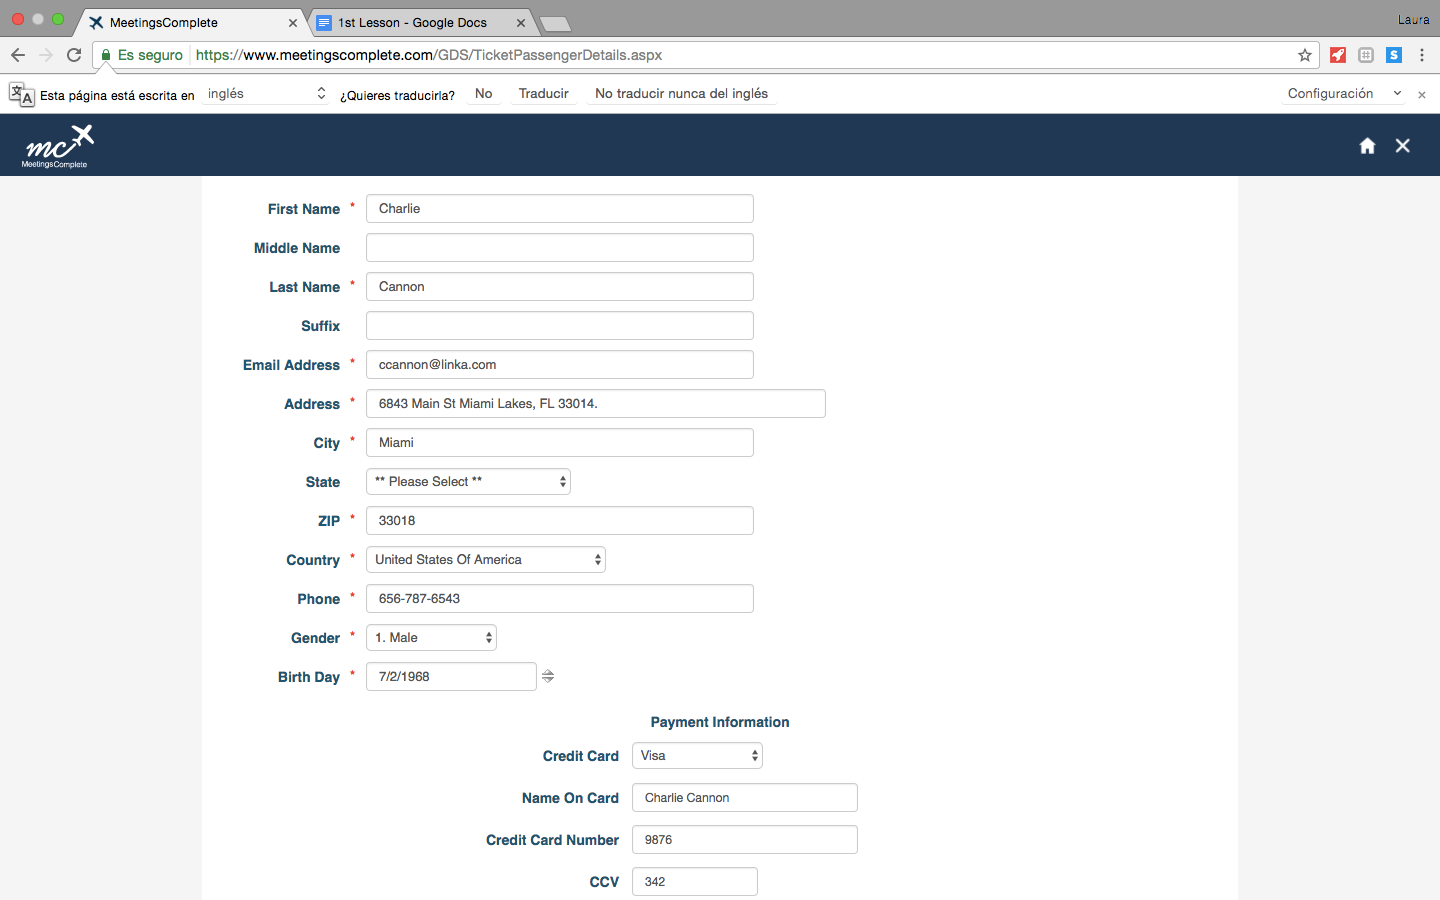 MeetingsComplete
1st Lesson - Google Docs
Laura
Es seguro
https://www.meetingscomplete.com/GDS/TicketPassengerDetails.aspx
Esta página está escrita en inglés ¿Quieres traducirla? No Traducir No traducir nunca del inglés Configuración
mc
MeetingsComplete
First Name * Charlie
Middle Name
Last Name * Cannon
Suffix
Email Address * ccannon@linka.com
Address * 6843 Main St Miami Lakes, FL 33014.
City * Miami
State ** Please Select **
ZIP * 33018
Country * United States Of America
Phone * 656-787-6543
Gender * 1. Male
Birth Day * 7/2/1968
Payment Information
Credit Card Visa
Name On Card Charlie Cannon
Credit Card Number 9876
CCV 342